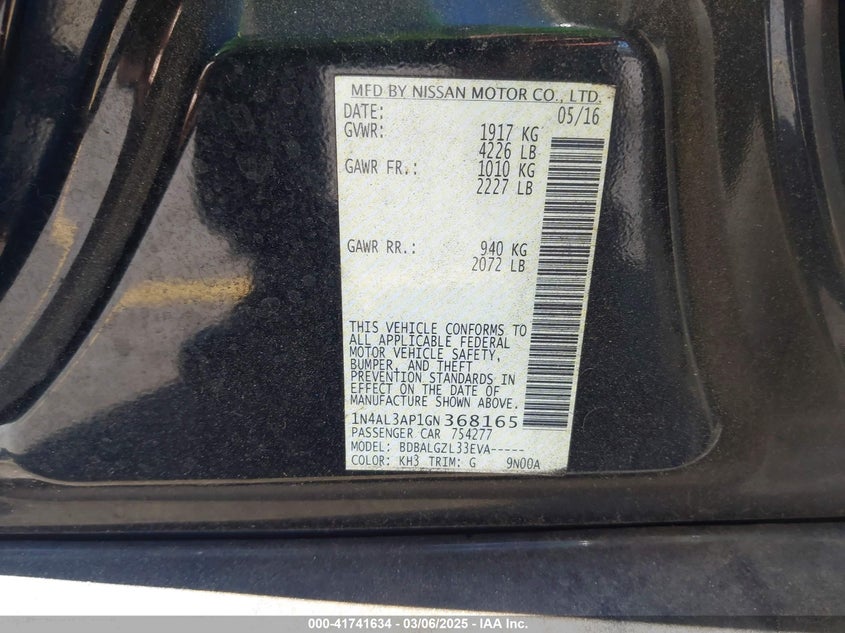 MFD BY NISSAN MOTOR CO., LTD.
DATE: 05/16
GVWR: 1917 KG
4226 LB
GAWR FR.: 1010 KG
2227 LB
GAWR RR.: 940 KG
2072 LB
THIS VEHICLE CONFORMS TO
ALL APPLICABLE FEDERAL
MOTOR VEHICLE SAFETY,
BUMPER, AND THEFT
PREVENTION STANDARDS IN
EFFECT ON THE DATE OF
MANUFACTURE SHOWN ABOVE.
1N4AL3AP1GN368165
PASSENGER CAR 754277
MODEL: BDBALGZL33EVA-----
COLOR: KH3 TRIM: G 9N00A
000-41741634 — 03/06/2025 — IAA Inc.